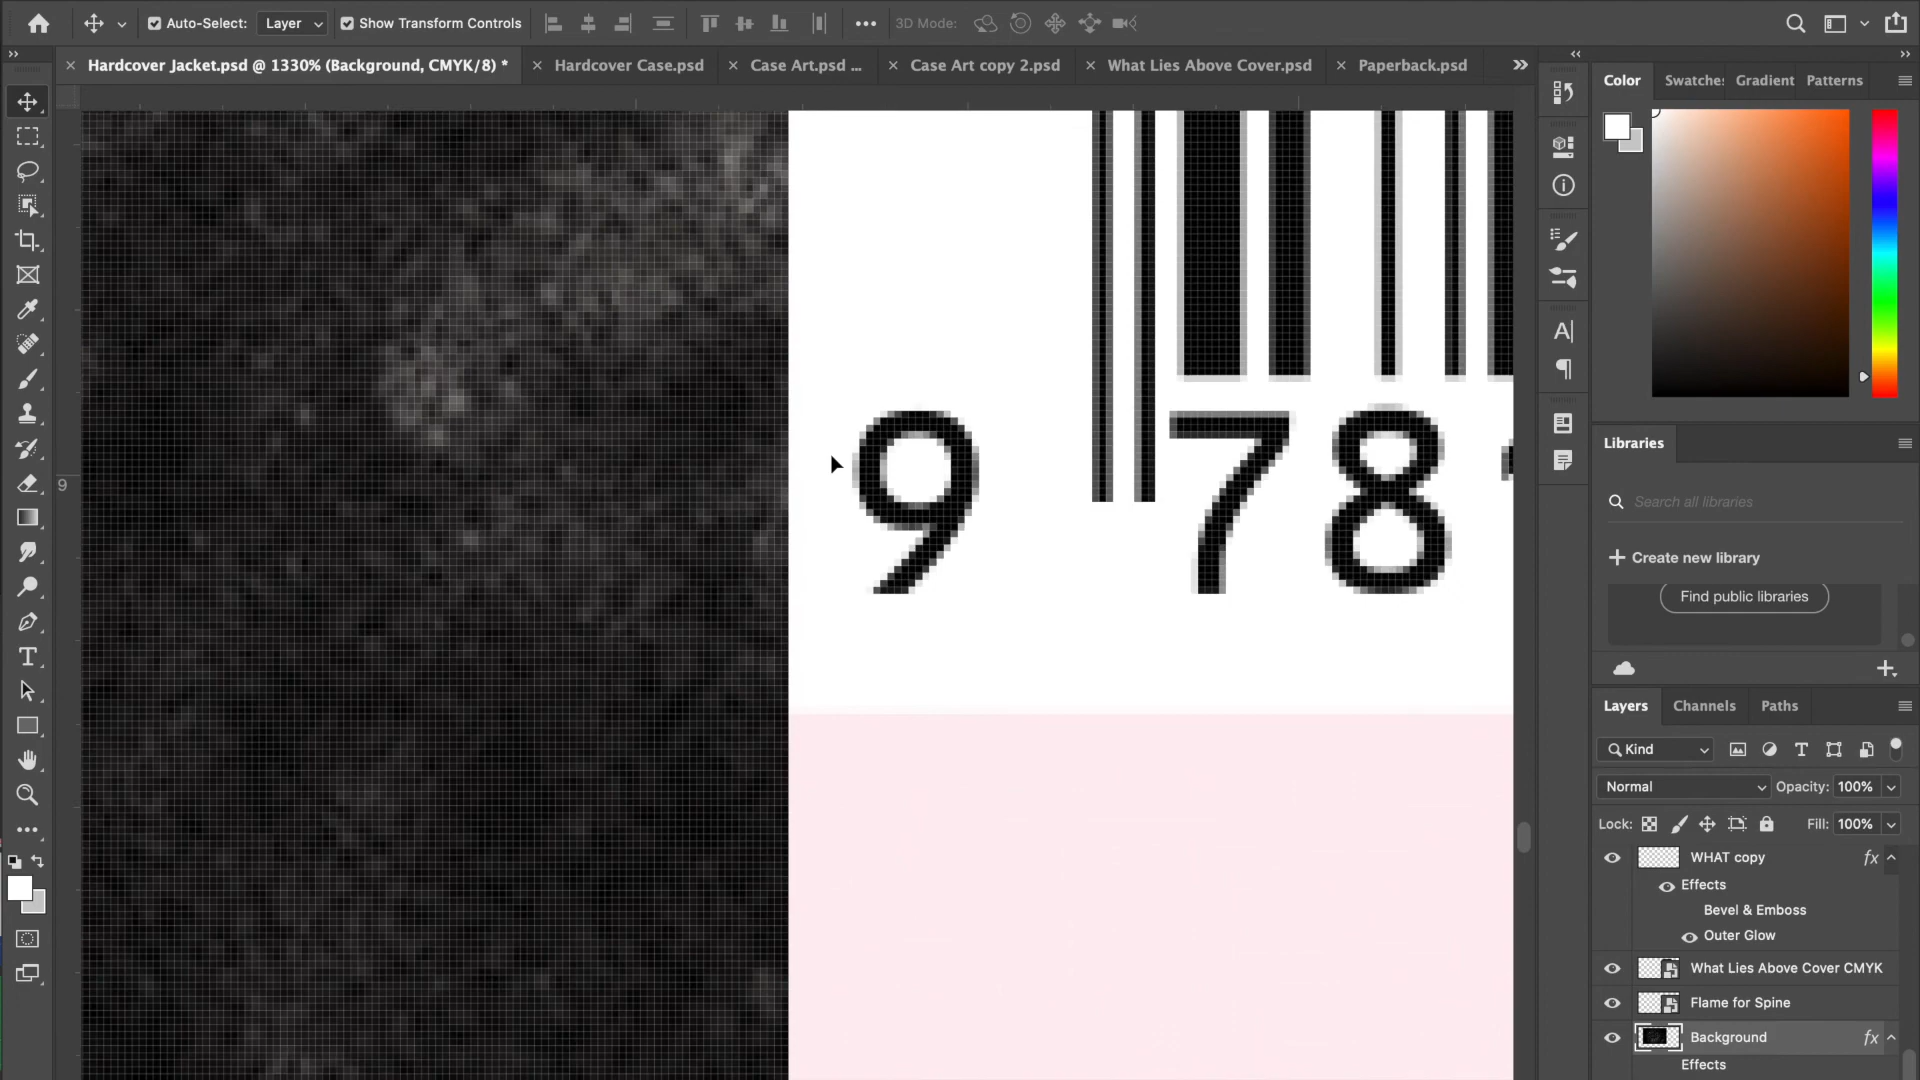 Auto-Select: Layer Show Transform Controls 3D Mode:
Hardcover Jacket.psd @ 1330% (Background, CMYK/8) * Hardcover Case.psd Case Art.psd ... Case Art copy 2.psd What Lies Above Cover.psd Paperback.psd
Color Swatches Gradient Patterns
9 78
9
Libraries
Search all libraries
Create new library
Find public libraries
Layers Channels Paths
Kind
Normal Opacity: 100%
Lock: Fill: 100%
WHAT copy fx
Effects
Bevel & Emboss
Outer Glow
What Lies Above Cover CMYK
Flame for Spine
Background fx
Effects